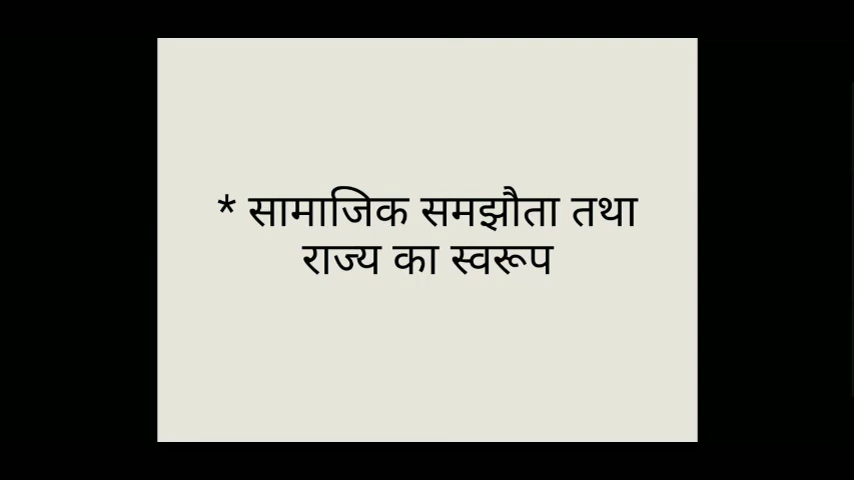 * सामाजिक समझौता तथा
राज्य का स्वरूप